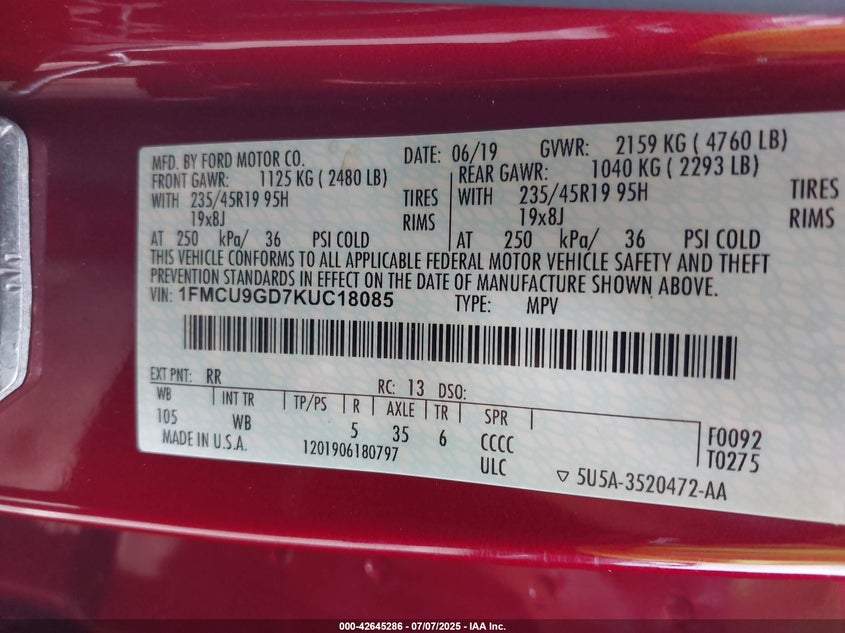 MFD. BY FORD MOTOR CO. DATE: 06/19 GVWR: 2159 KG ( 4760 LB)
FRONT GAWR: 1125 KG ( 2480 LB) REAR GAWR: 1040 KG ( 2293 LB)
WITH 235/45R19 95H TIRES WITH 235/45R19 95H TIRES
19x8J RIMS 19x8J RIMS
AT 250 kPa/ 36 PSI COLD AT 250 kPa/ 36 PSI COLD
THIS VEHICLE CONFORMS TO ALL APPLICABLE FEDERAL MOTOR VEHICLE SAFETY AND THEFT
PREVENTION STANDARDS IN EFFECT ON THE DATE OF MANUFACTURE SHOWN ABOVE.
VIN: 1FMCU9GD7KUC18085 TYPE: MPV
EXT PNT: RR RC: 13 DSO:
WB INT TR TP/PS R AXLE TR SPR
105 WB 5 35 6 CCCC F0092
MADE IN U.S.A. 1201906180797 ULC T0275
5U5A-3520472-AA
000-42645286 - 07/07/2025 - IAA Inc.